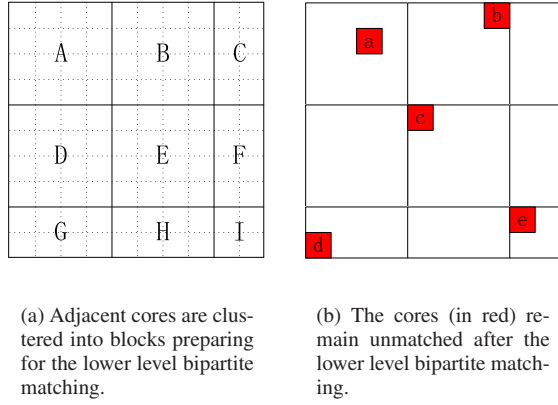 A B C
D E F
G H I
a
b
c
d
e
(a) Adjacent cores are clus-
tered into blocks preparing
for the lower level bipartite
matching.
(b) The cores (in red) re-
main unmatched after the
lower level bipartite match-
ing.